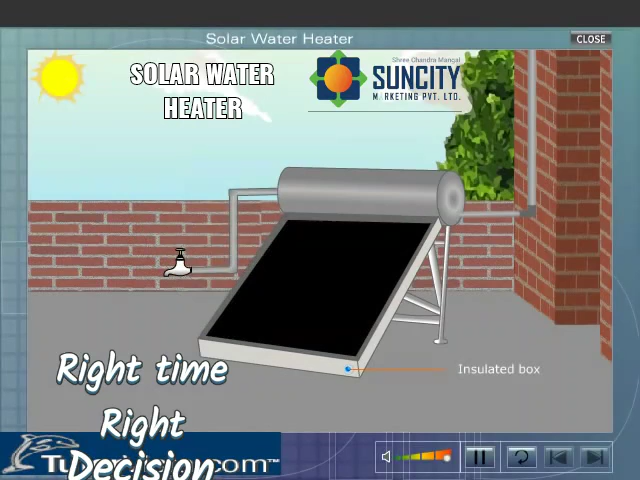 Solar Water Heater
CLOSE
SOLAR WATER
HEATER
Shree Chandra Mangal
SUNCITY
MARKETING PVT. LTD.
Insulated box
Right time
Right
Decision
.com™